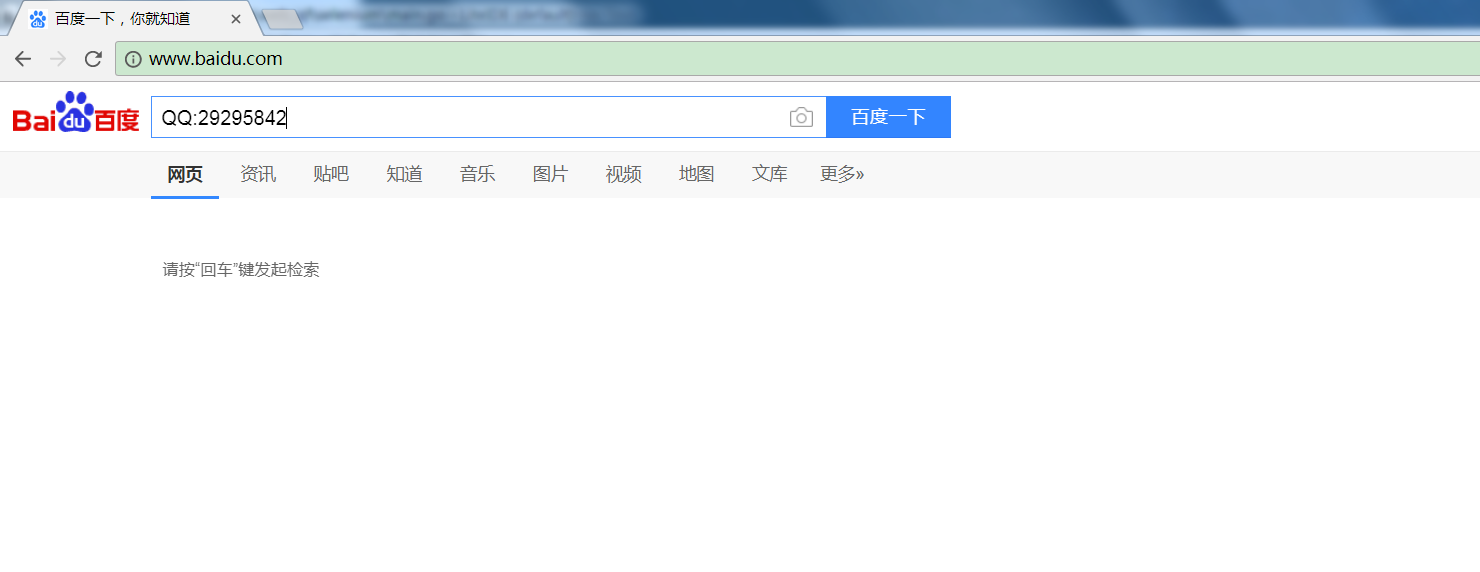 百度一下，你就知道
www.baidu.com
Bai du 百度 QQ:29295842 百度一下
网页 资讯 贴吧 知道 音乐 图片 视频 地图 文库 更多»
请按“回车”键发起检索